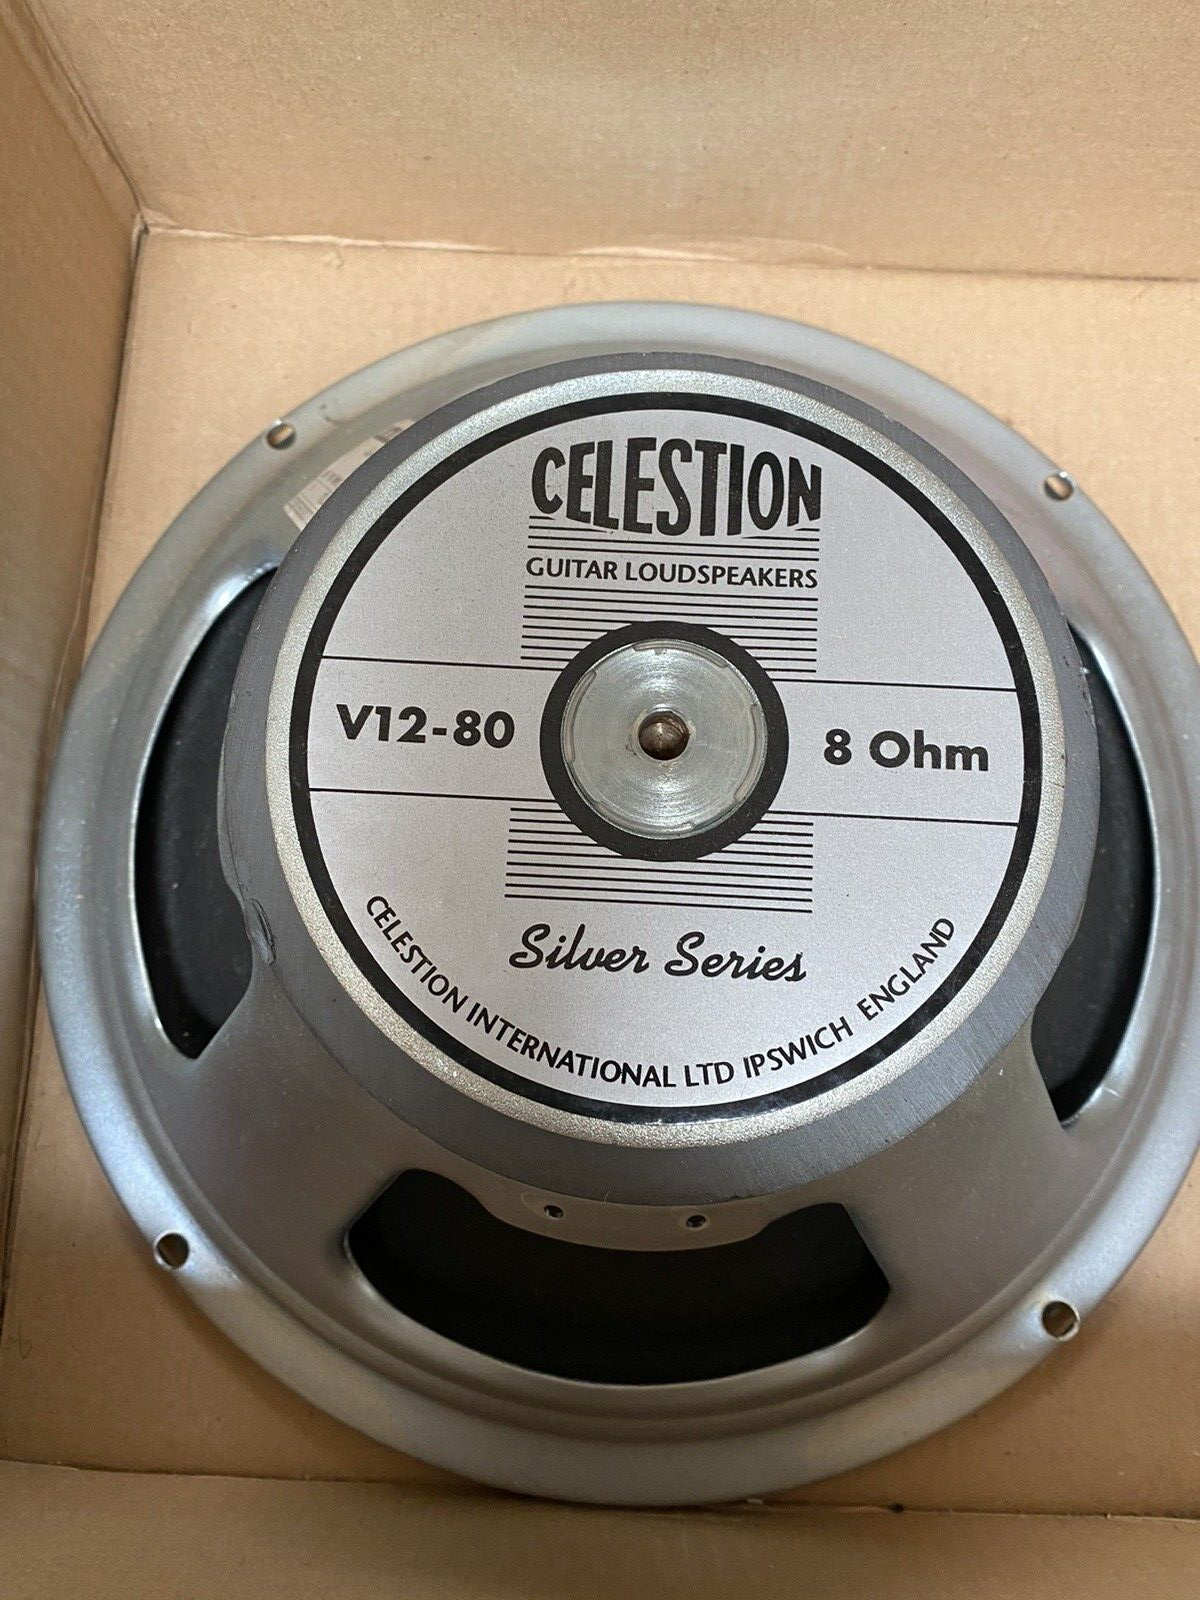 CELESTION
GUITAR LOUDSPEAKERS
V12-80
8 Ohm
Silver Series
CELESTION INTERNATIONAL LTD IPSWICH ENGLAND